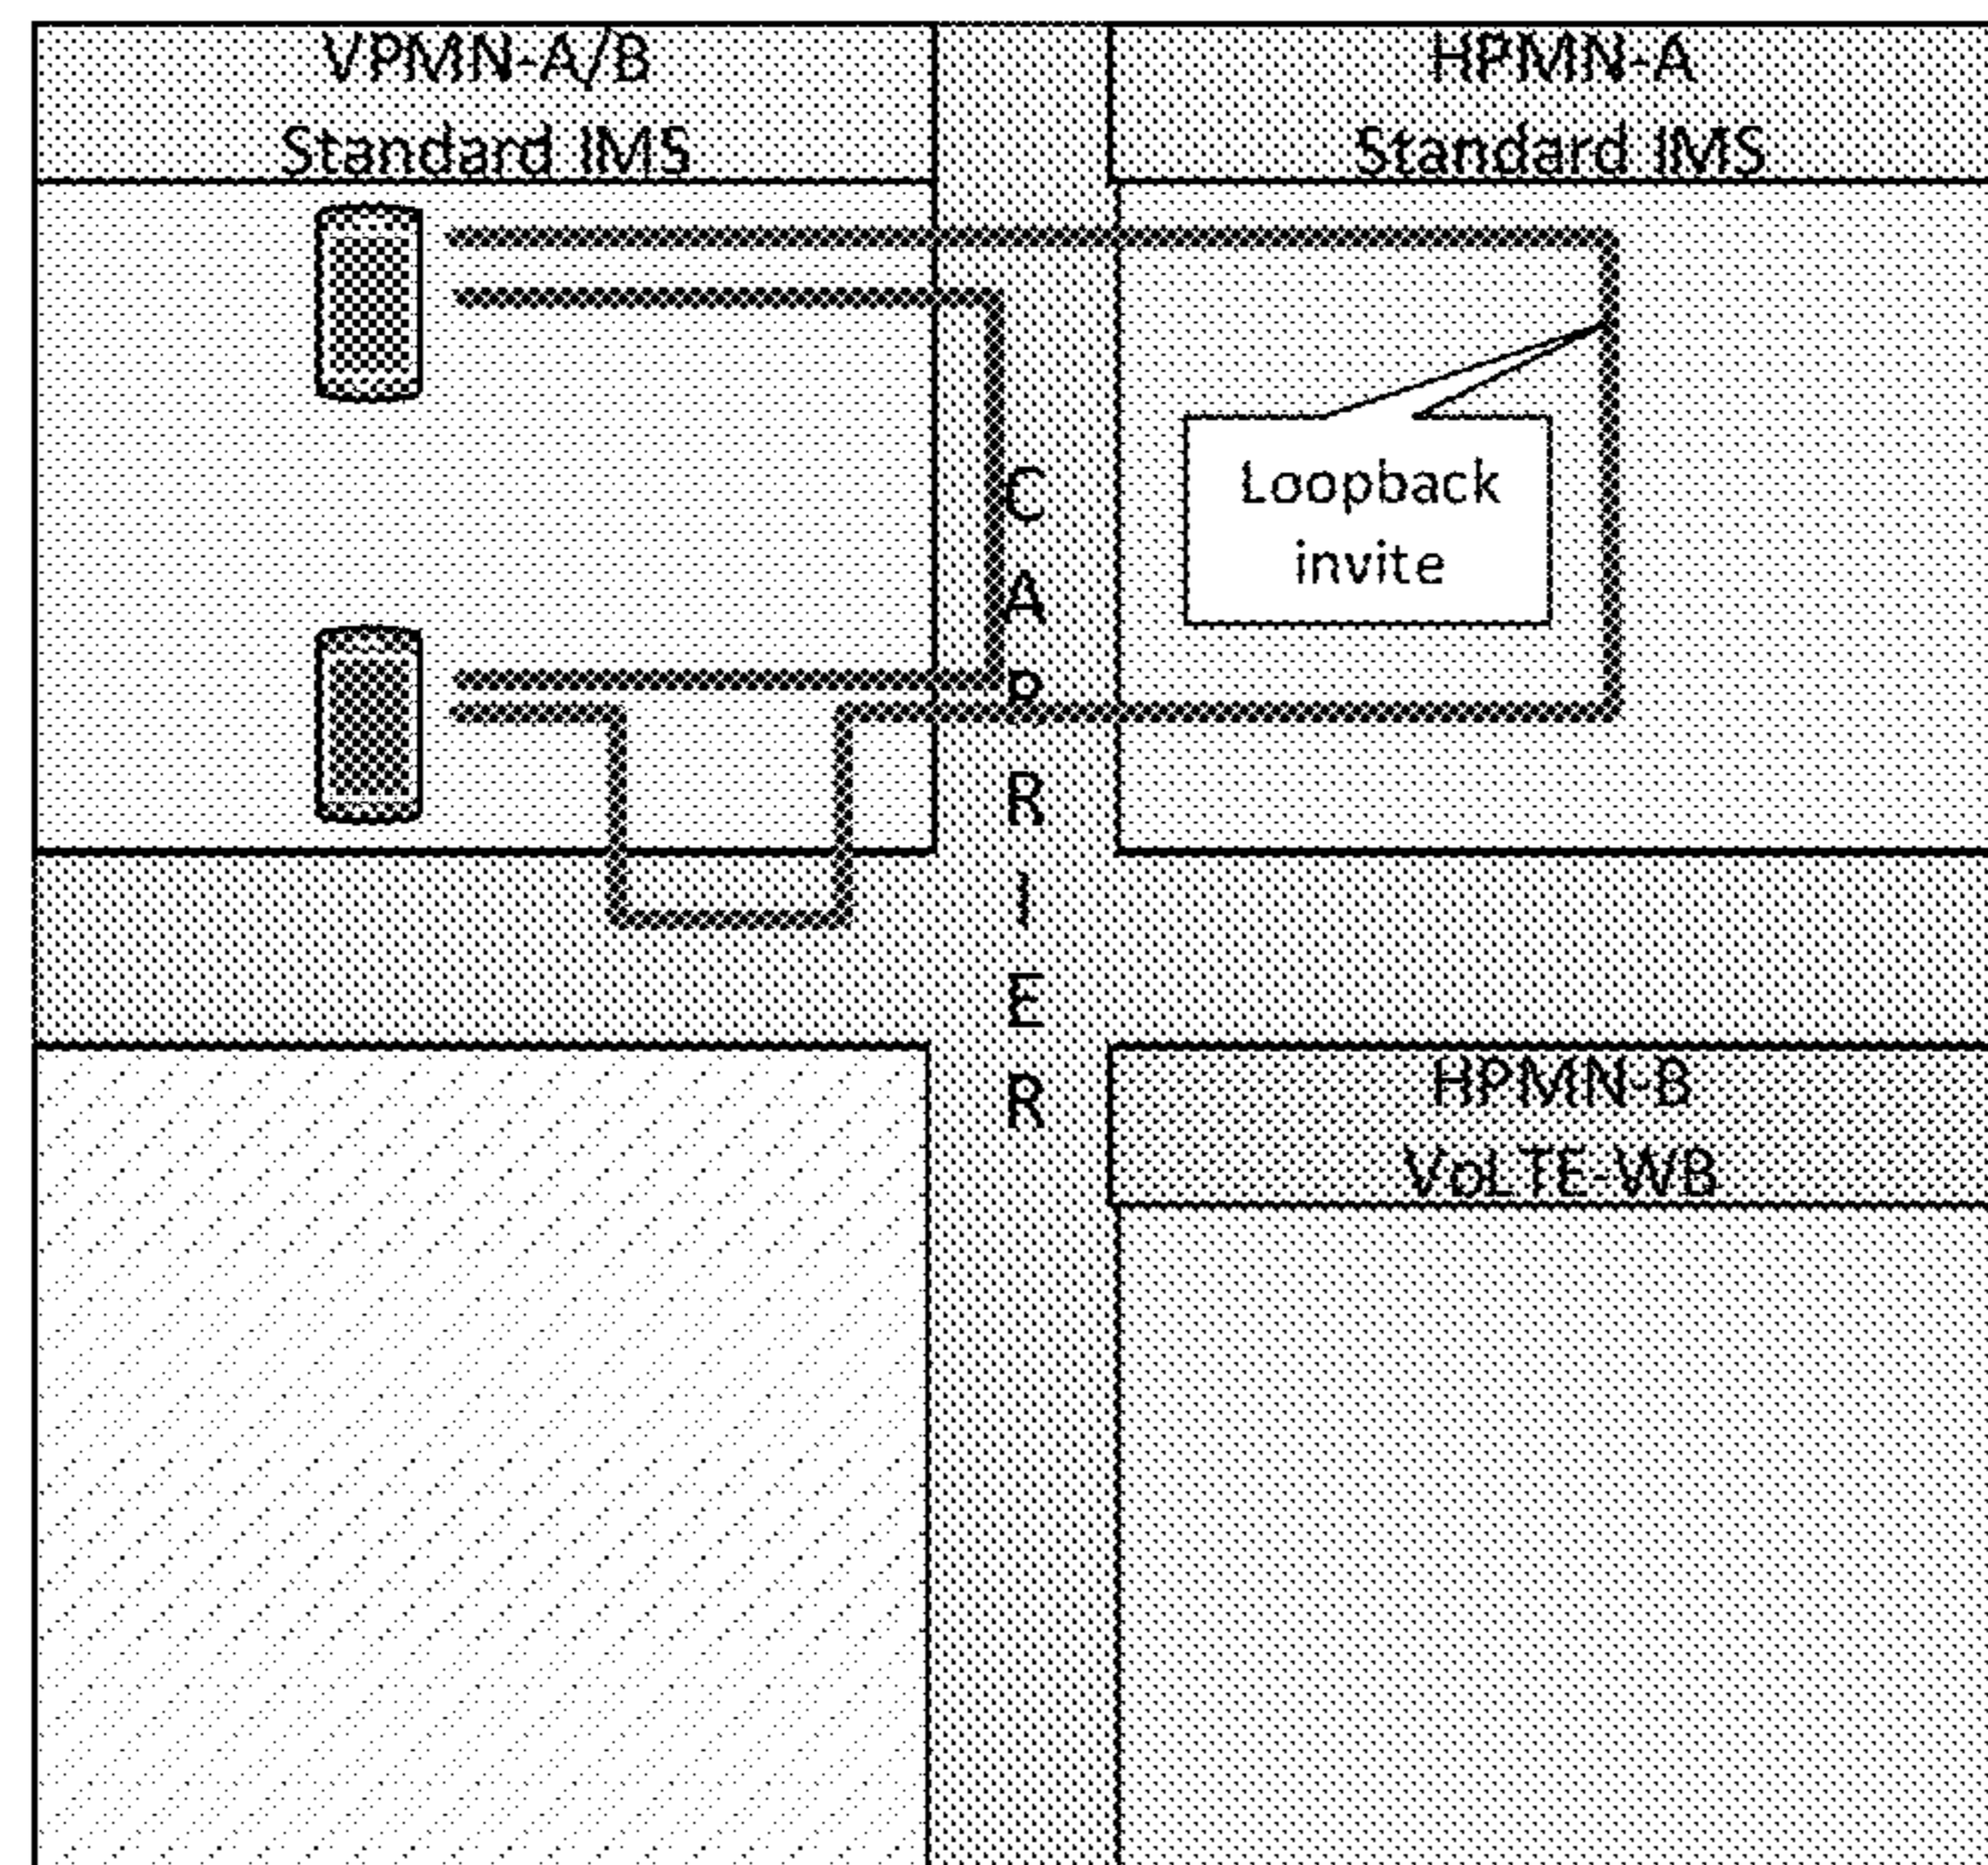 VPMN-A/B
Standard IMS
HPMN-A
Standard IMS
Loopback
invite
CARRIER
HPMN-B
VoLTE-WB